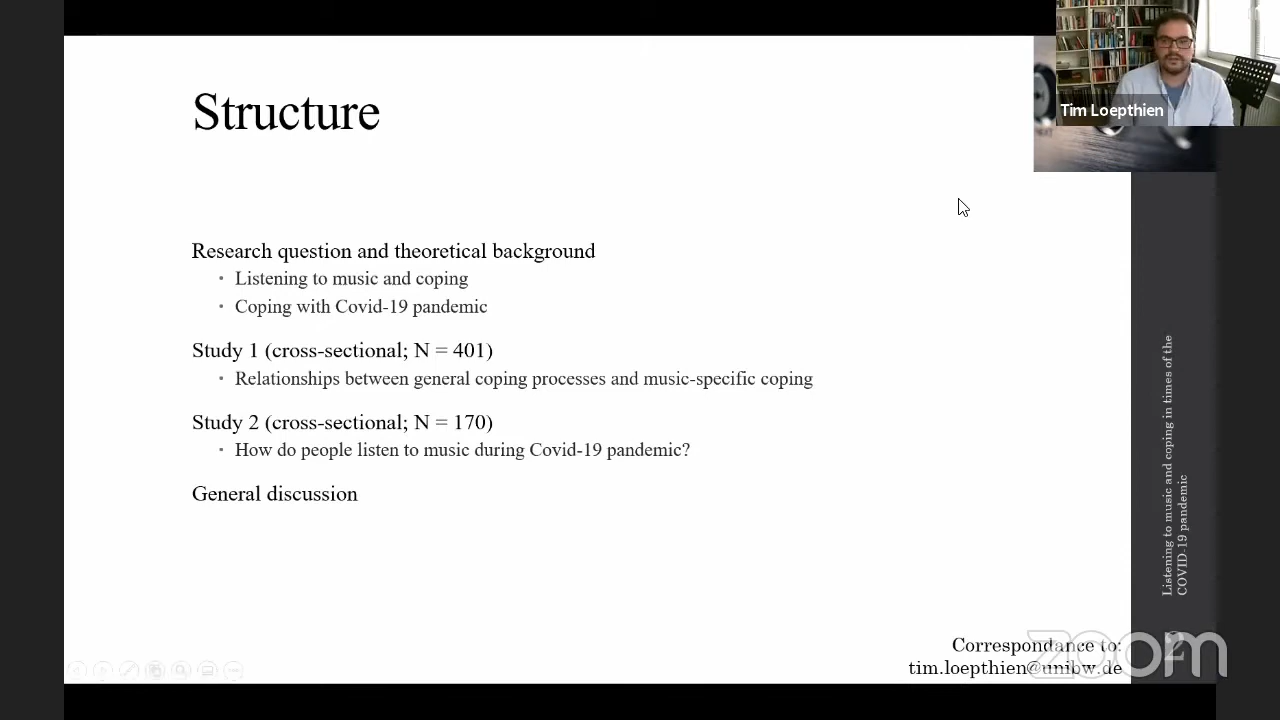 Structure
Tim Loepthien
Research question and theoretical background
Listening to music and coping
Coping with Covid-19 pandemic
Study 1 (cross-sectional; N = 401)
Relationships between general coping processes and music-specific coping
Study 2 (cross-sectional; N = 170)
How do people listen to music during Covid-19 pandemic?
General discussion
Listening to music and coping in times of the
COVID-19 pandemic
2
Correspondance to:
tim.loepthien@unibw.de
zoom